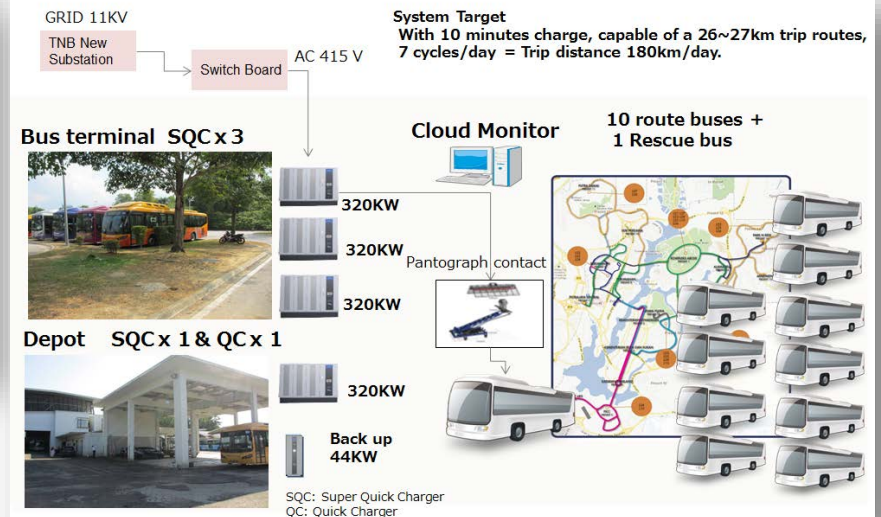 GRID 11KV
TNB New
Substation
Switch Board
AC 415 V
System Target
With 10 minutes charge, capable of a 26~27km trip routes,
7 cycles/day = Trip distance 180km/day.
Bus terminal SQC x 3
Cloud Monitor
10 route buses +
1 Rescue bus
320KW
320KW
Pantograph contact
320KW
Depot SQC x 1 & QC x 1
320KW
Back up
44KW
SQC: Super Quick Charger
QC: Quick Charger